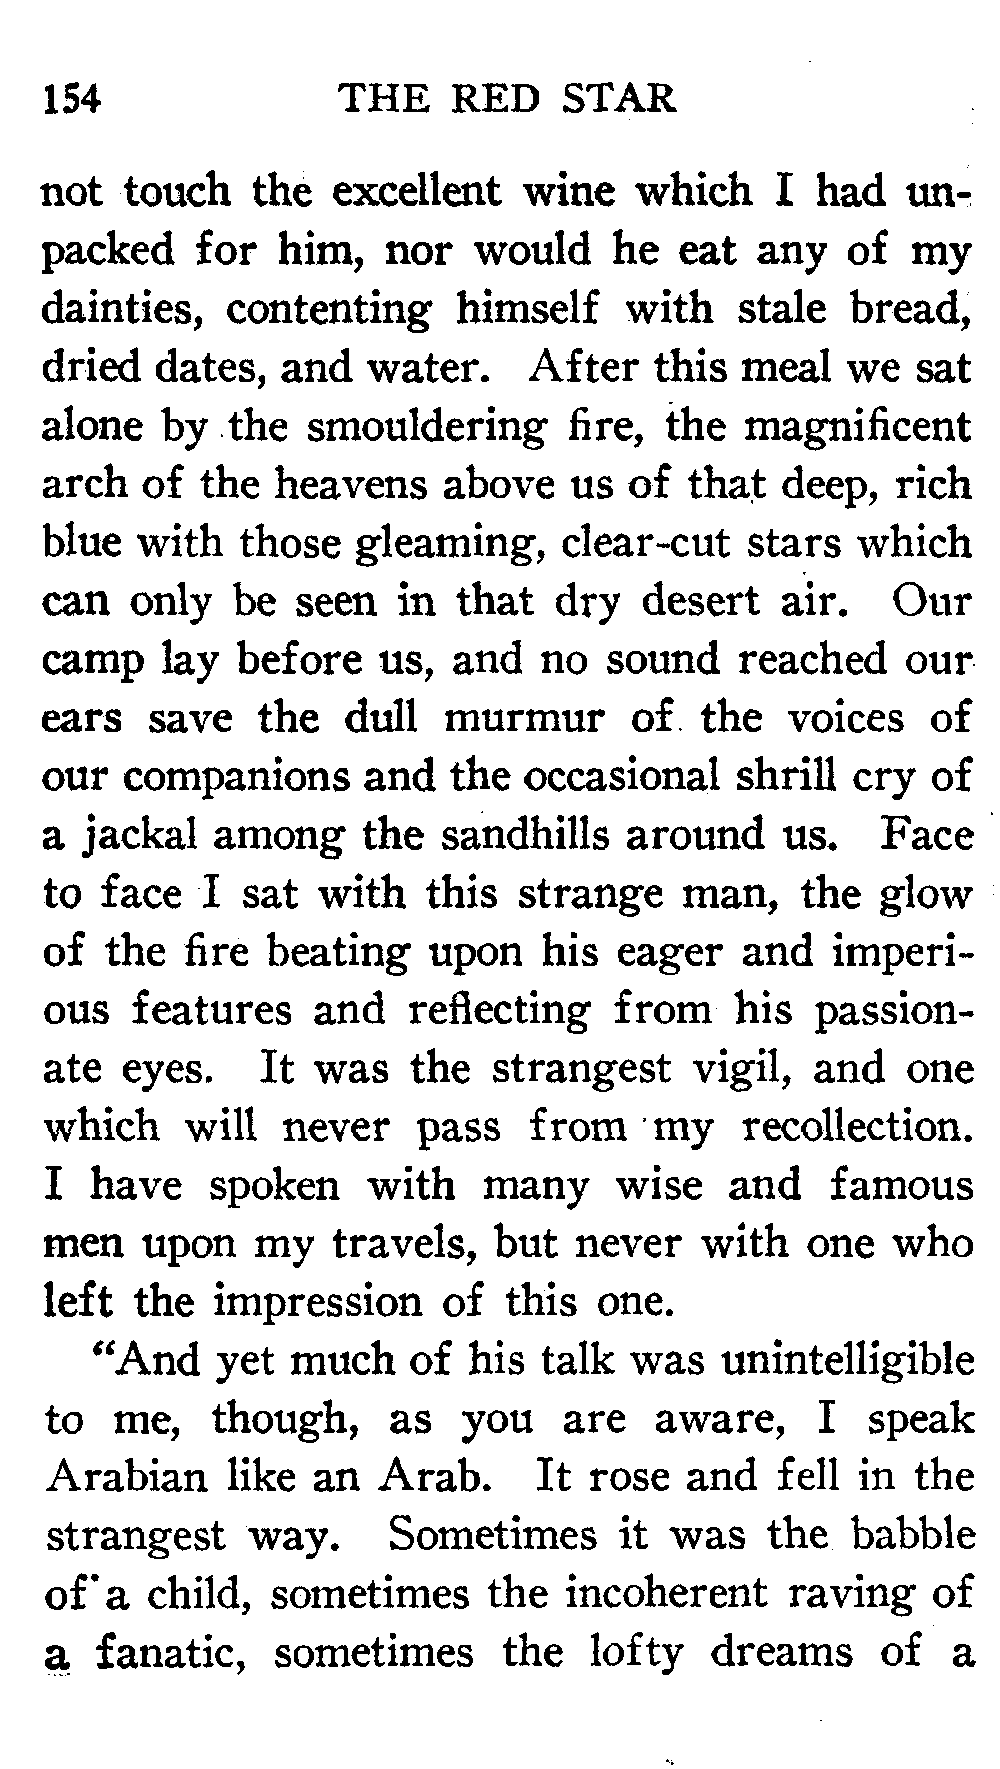 154 THE RED STAR
not touch the excellent wine which I had un-
packed for him, nor would he eat any of my
dainties, contenting himself with stale bread,
dried dates, and water. After this meal we sat
alone by the smouldering fire, the magnificent
arch of the heavens above us of that deep, rich
blue with those gleaming, clear-cut stars which
can only be seen in that dry desert air. Our
camp lay before us, and no sound reached our
ears save the dull murmur of the voices of
our companions and the occasional shrill cry of
a jackal among the sandhills around us. Face
to face I sat with this strange man, the glow
of the fire beating upon his eager and imperi-
ous features and reflecting from his passion-
ate eyes. It was the strangest vigil, and one
which will never pass from my recollection.
I have spoken with many wise and famous
men upon my travels, but never with one who
left the impression of this one.
“And yet much of his talk was unintelligible
to me, though, as you are aware, I speak
Arabian like an Arab. It rose and fell in the
strangest way. Sometimes it was the babble
of a child, sometimes the incoherent raving of
a fanatic, sometimes the lofty dreams of a